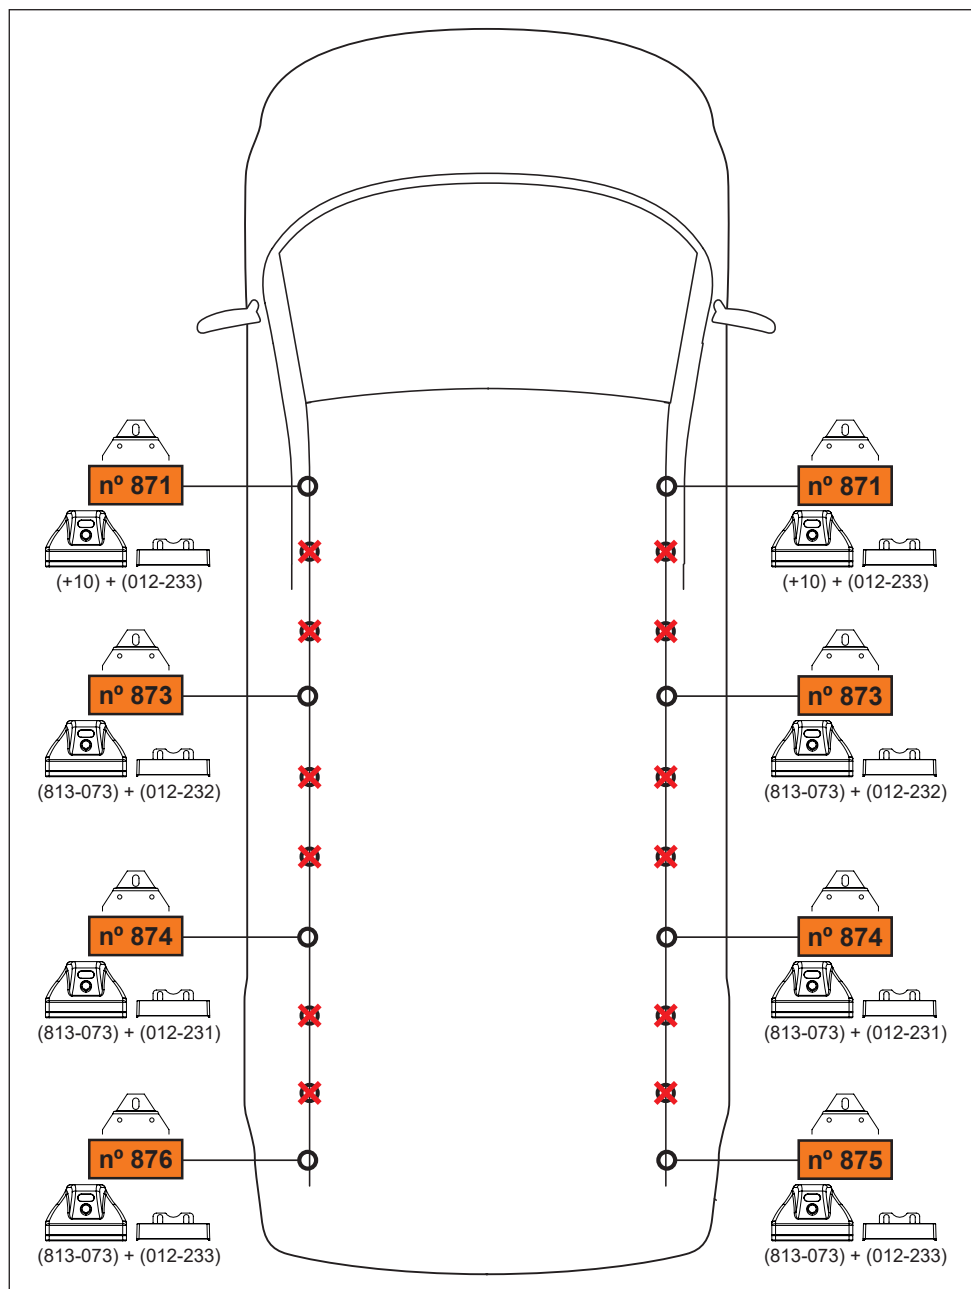 nº 871
nº 871
(+10) + (012-233)
(+10) + (012-233)
nº 873
nº 873
(813-073) + (012-232)
(813-073) + (012-232)
nº 874
nº 874
(813-073) + (012-231)
(813-073) + (012-231)
nº 876
nº 875
(813-073) + (012-233)
(813-073) + (012-233)